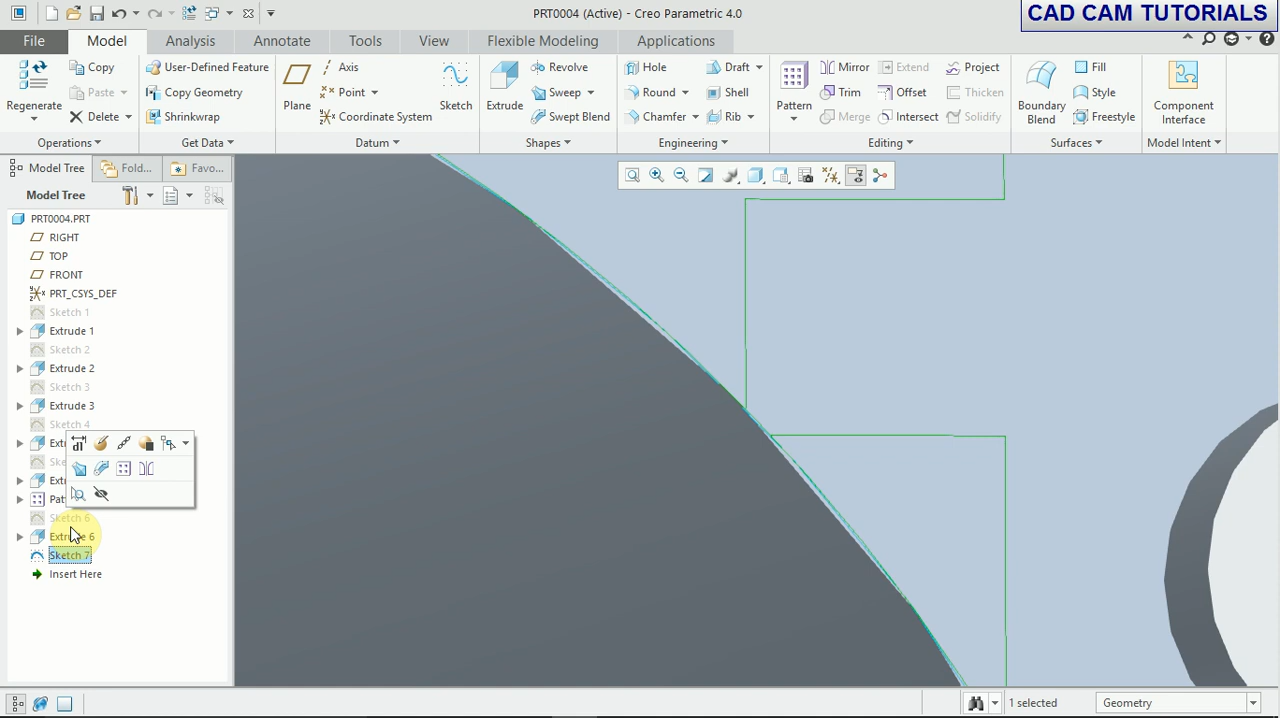 PRT0004 (Active) - Creo Parametric 4.0
CAD CAM TUTORIALS
File Model Analysis Annotate Tools View Flexible Modeling Applications
Regenerate
Copy
Paste
Delete
Operations
User-Defined Feature
Copy Geometry
Shrinkwrap
Get Data
Plane
Axis
Point
Coordinate System
Sketch
Datum
Extrude
Revolve
Sweep
Swept Blend
Shapes
Hole
Round
Chamfer
Draft
Shell
Rib
Engineering
Pattern
Mirror
Trim
Merge
Extend
Offset
Intersect
Project
Thicken
Solidify
Editing
Boundary
Blend
Fill
Style
Freestyle
Surfaces
Component
Interface
Model Intent
Model Tree Fold... Favo...
Model Tree
PRT0004.PRT
RIGHT
TOP
FRONT
PRT_CSYS_DEF
Sketch 1
Extrude 1
Sketch 2
Extrude 2
Sketch 3
Extrude 3
Sketch 4
Sketch 6
Extrude 6
Sketch 7
Insert Here
1 selected
Geometry